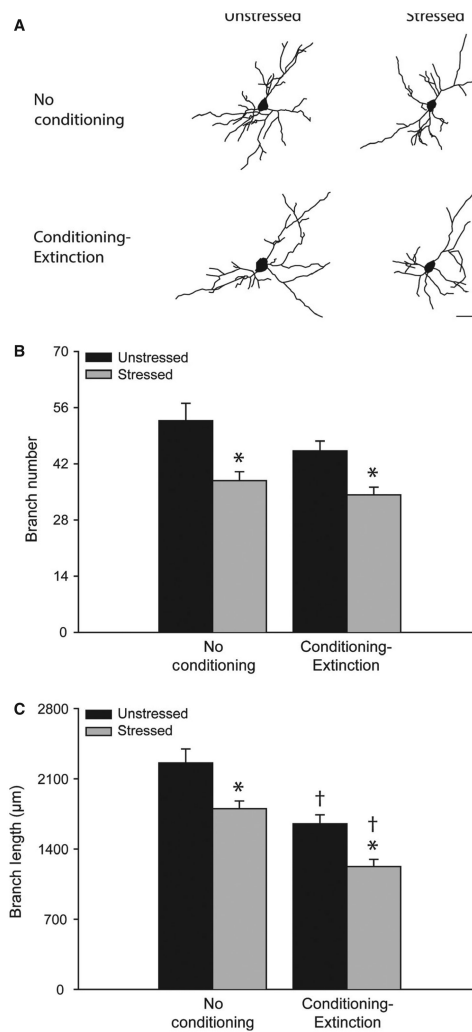 A
Unstressed
Stressed
No
conditioning
Conditioning-
Extinction
B
70
56
42
28
14
0
Branch number
Unstressed
Stressed
*
*
No
conditioning
Conditioning-
Extinction
C
2800
2100
1400
700
0
Branch length (µm)
Unstressed
Stressed
*
†
†
*
No
conditioning
Conditioning-
Extinction